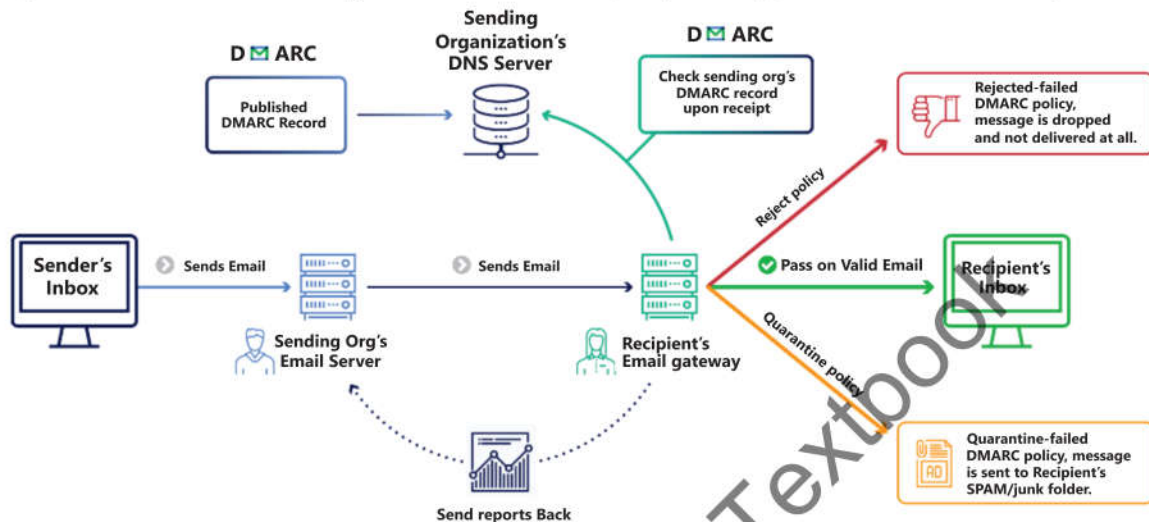 Sending
Organization's
DNS Server
D ARC
Published
DMARC Record
D ARC
Check sending org's
DMARC record
upon receipt
Rejected-failed
DMARC policy,
message is dropped
and not delivered at all.
Reject policy
Sender's
Inbox
Sends Email
Sending Org's
Email Server
Sends Email
Recipient's
Email gateway
Pass on Valid Email
Recipient's
Inbox
Quarantine policy
Quarantine-failed
DMARC policy, message
is sent to Recipient's
SPAM/junk folder.
AD
Send reports Back
Textbook